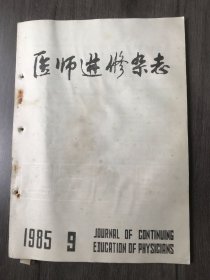 医师进修杂志
1985 9
JOURNAL OF CONTINUING
EDUCATION OF PHYSICIANS